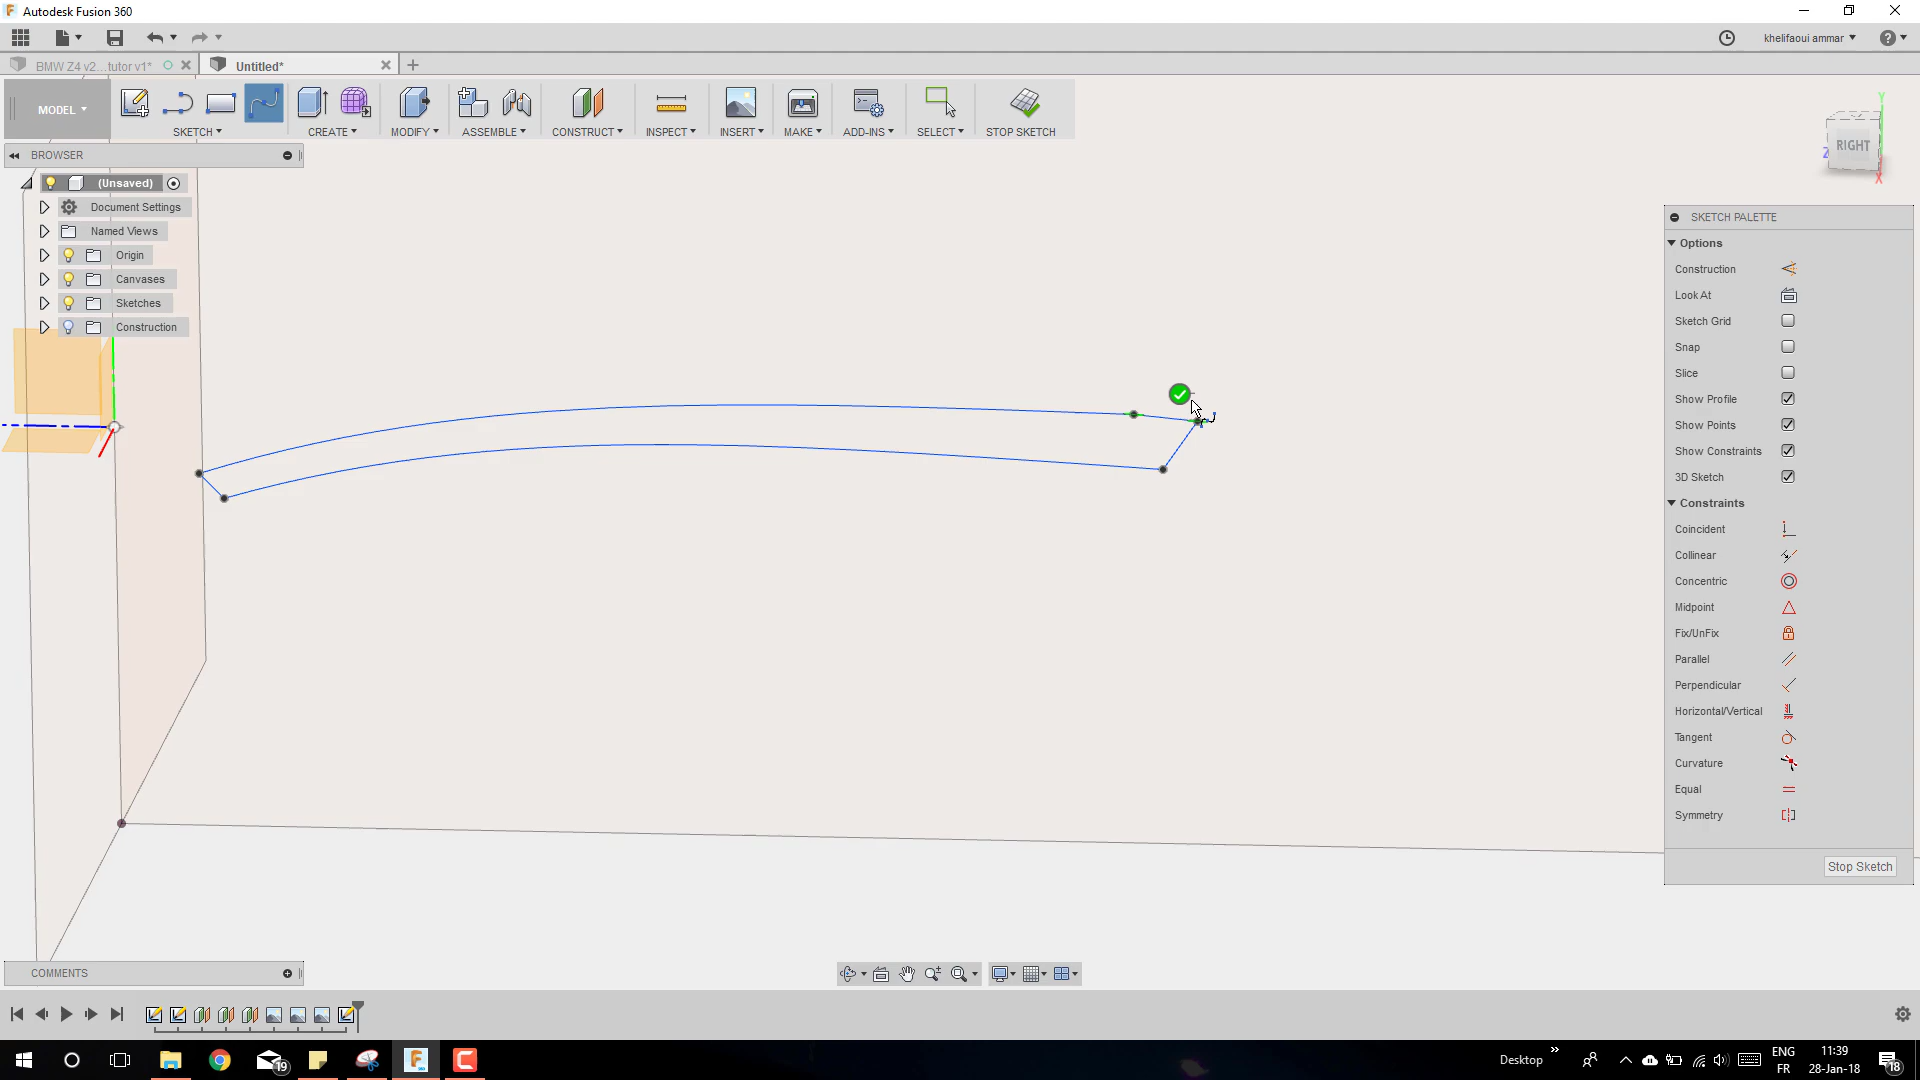 Autodesk Fusion 360
khelifaoui ammar
BMW Z4 v2...tutor v1*
Untitled*
MODEL
SKETCH
CREATE
MODIFY
ASSEMBLE
CONSTRUCT
INSPECT
INSERT
MAKE
ADD-INS
SELECT
STOP SKETCH
BROWSER
(Unsaved)
Document Settings
Named Views
Origin
Canvases
Sketches
Construction
Y
Z
RIGHT
X
SKETCH PALETTE
Options
Construction
Look At
Sketch Grid
Snap
Slice
Show Profile
Show Points
Show Constraints
3D Sketch
Constraints
Coincident
Collinear
Concentric
Midpoint
Fix/UnFix
Parallel
Perpendicular
Horizontal/Vertical
Tangent
Curvature
Equal
Symmetry
Stop Sketch
COMMENTS
19
Desktop
ENG
FR
11:39
28-Jan-18
18